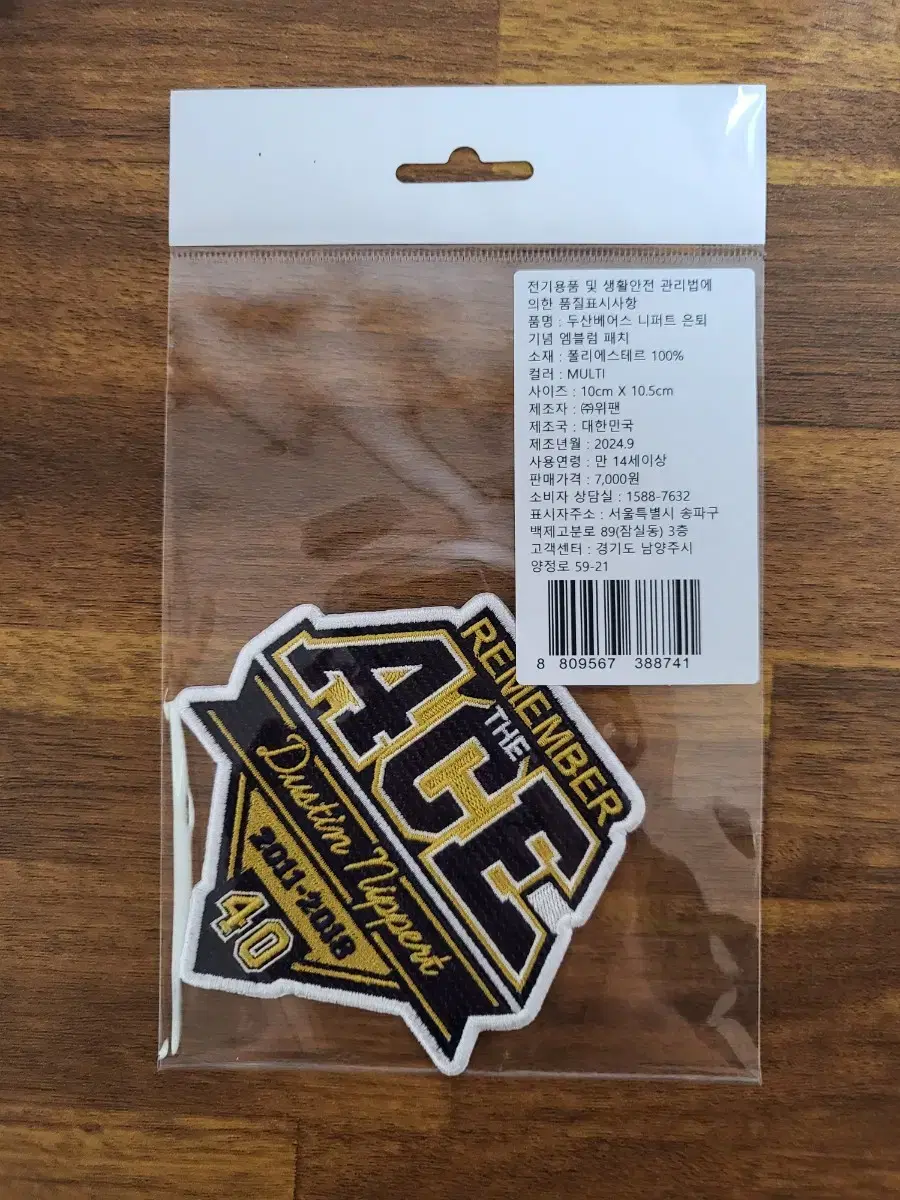 전기용품 및 생활안전 관리법에
의한 품질표시사항
품명 : 두산베어스 니퍼트 은퇴
기념 엠블럼 패치
소재 : 폴리에스테르 100%
컬러 : MULTI
사이즈 : 10cm X 10.5cm
제조자 : ㈜위팬
제조국 : 대한민국
제조년월 : 2024.9
사용연령 : 만 14세이상
판매가격 : 7,000원
소비자 상담실 : 1588-7632
표시자주소 : 서울특별시 송파구
백제고분로 89(잠실동) 3층
고객센터 : 경기도 남양주시
양정로 59-21
8 809567 388741
REMEMBER
THE
ACE
Dustin Nippert
2011-2018
40